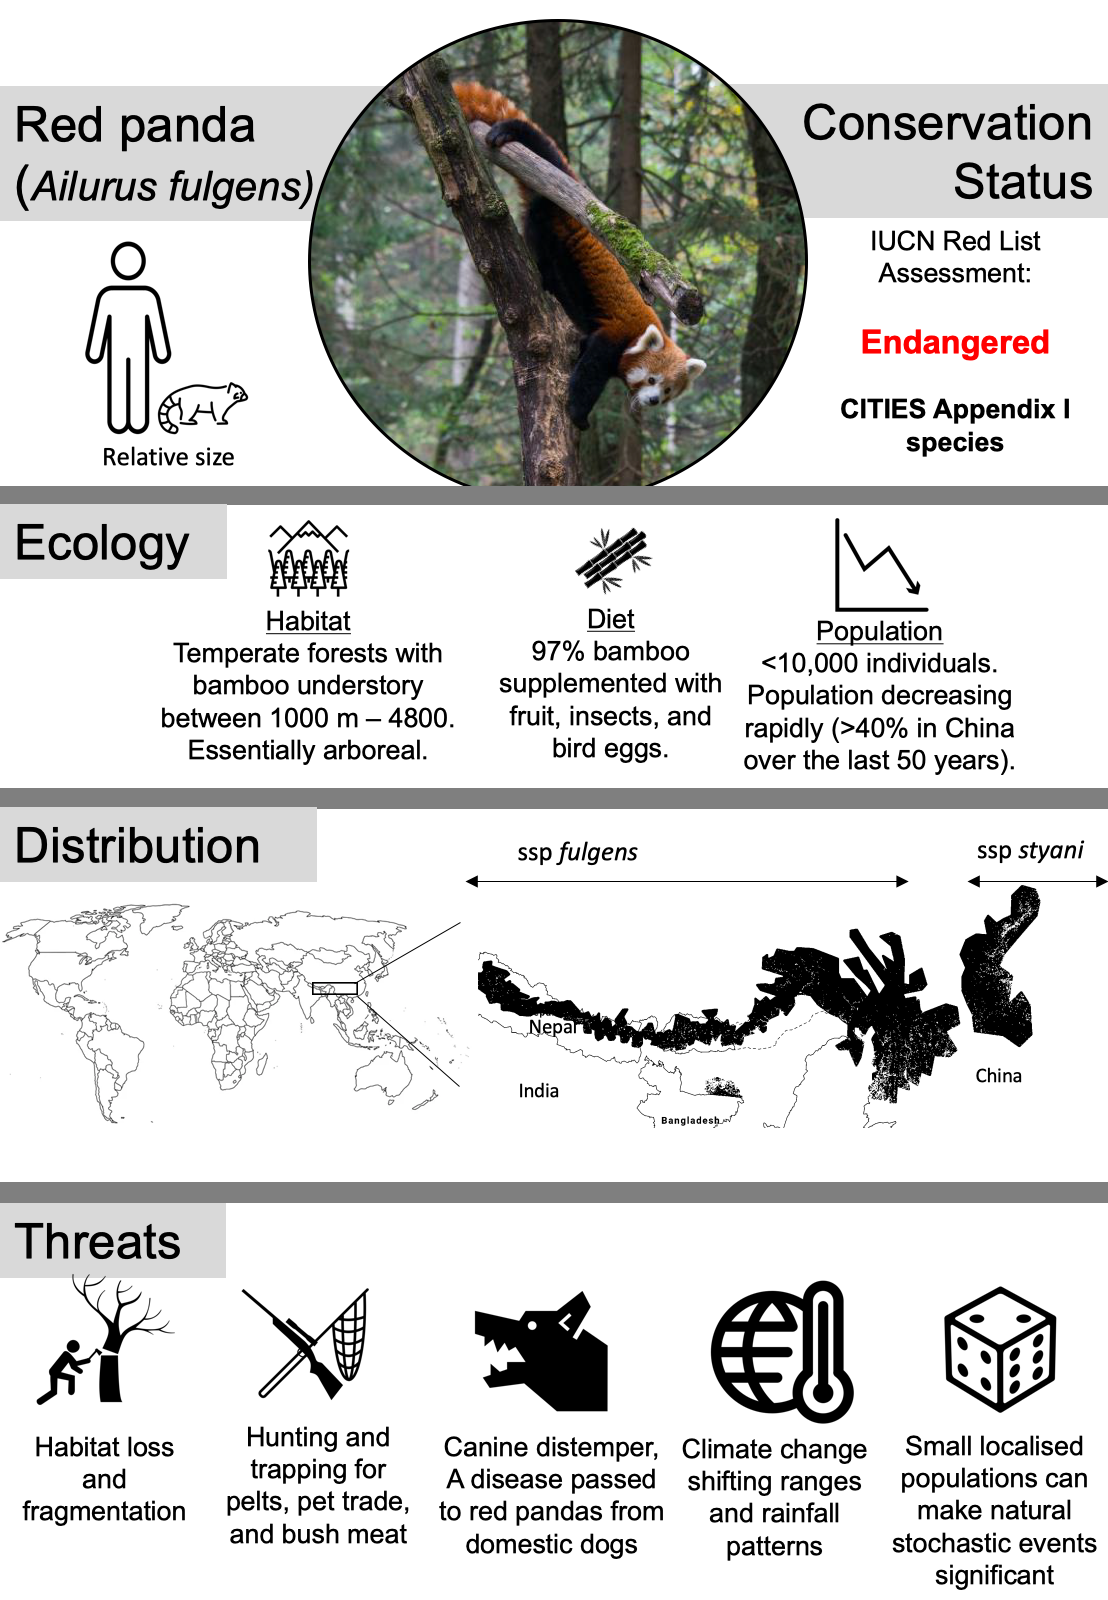 Red panda
(Ailurus fulgens)
Relative size
Conservation
Status
IUCN Red List
Assessment:
Endangered
CITIES Appendix I
species
Ecology
Habitat
Temperate forests with
bamboo understory
between 1000 m – 4800.
Essentially arboreal.
Diet
97% bamboo
supplemented with
fruit, insects, and
bird eggs.
Population
<10,000 individuals.
Population decreasing
rapidly (>40% in China
over the last 50 years).
Distribution
ssp fulgens
ssp styani
Nepal
India
Bangladesh
China
Threats
Habitat loss
and
fragmentation
Hunting and
trapping for
pelts, pet trade,
and bush meat
Canine distemper,
A disease passed
to red pandas from
domestic dogs
Climate change
shifting ranges
and rainfall
patterns
Small localised
populations can
make natural
stochastic events
significant